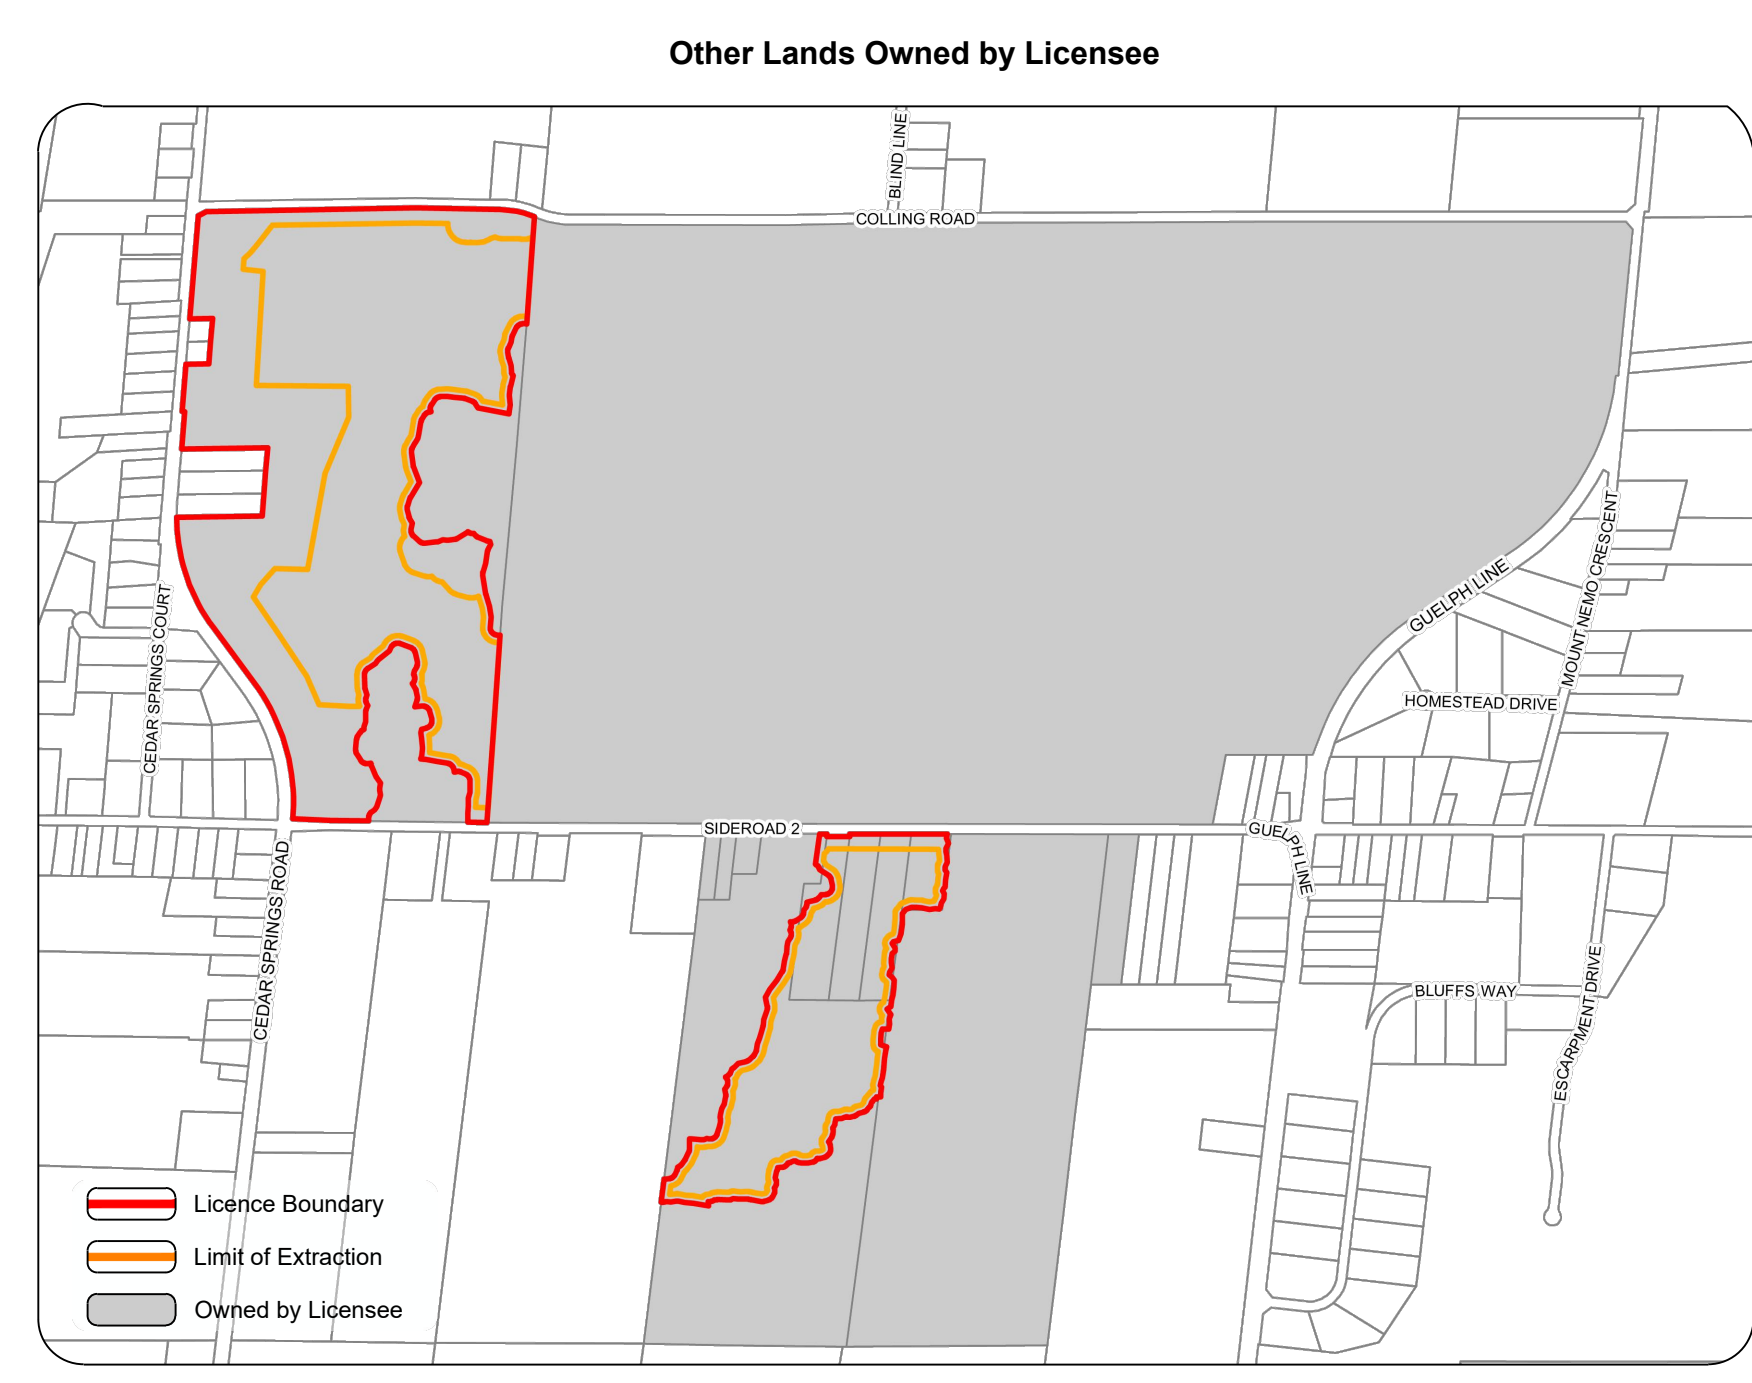 Other Lands Owned by Licensee
BLIND LINE
COLLING ROAD
GUELPH LINE
MOUNT NEMO CRESCENT
HOMESTEAD DRIVE
CEDAR SPRINGS COURT
SIDEROAD 2
GUELPH LINE
CEDAR SPRINGS ROAD
BLUFFS WAY
ESCARPMENT DRIVE
Licence Boundary
Limit of Extraction
Owned by Licensee